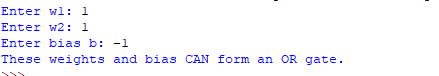 Enter w1: 1
Enter w2: 1
Enter bias b: -1
These weights and bias CAN form an OR gate.
>>>